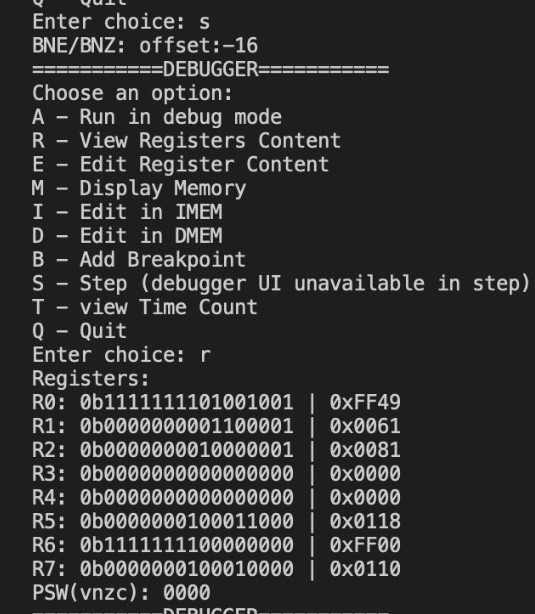 Q – Quit
Enter choice: s
BNE/BNZ: offset:-16
===========DEBUGGER===========
Choose an option:
A – Run in debug mode
R – View Registers Content
E – Edit Register Content
M – Display Memory
I – Edit in IMEM
D – Edit in DMEM
B – Add Breakpoint
S – Step (debugger UI unavailable in step)
T – view Time Count
Q – Quit
Enter choice: r
Registers:
R0: 0b1111111101001001 | 0xFF49
R1: 0b0000000001100001 | 0x0061
R2: 0b0000000010000001 | 0x0081
R3: 0b0000000000000000 | 0x0000
R4: 0b0000000000000000 | 0x0000
R5: 0b0000000100011000 | 0x0118
R6: 0b1111111100000000 | 0xFF00
R7: 0b0000000100010000 | 0x0110
PSW(vnzc): 0000
===========DEBUGGER===========